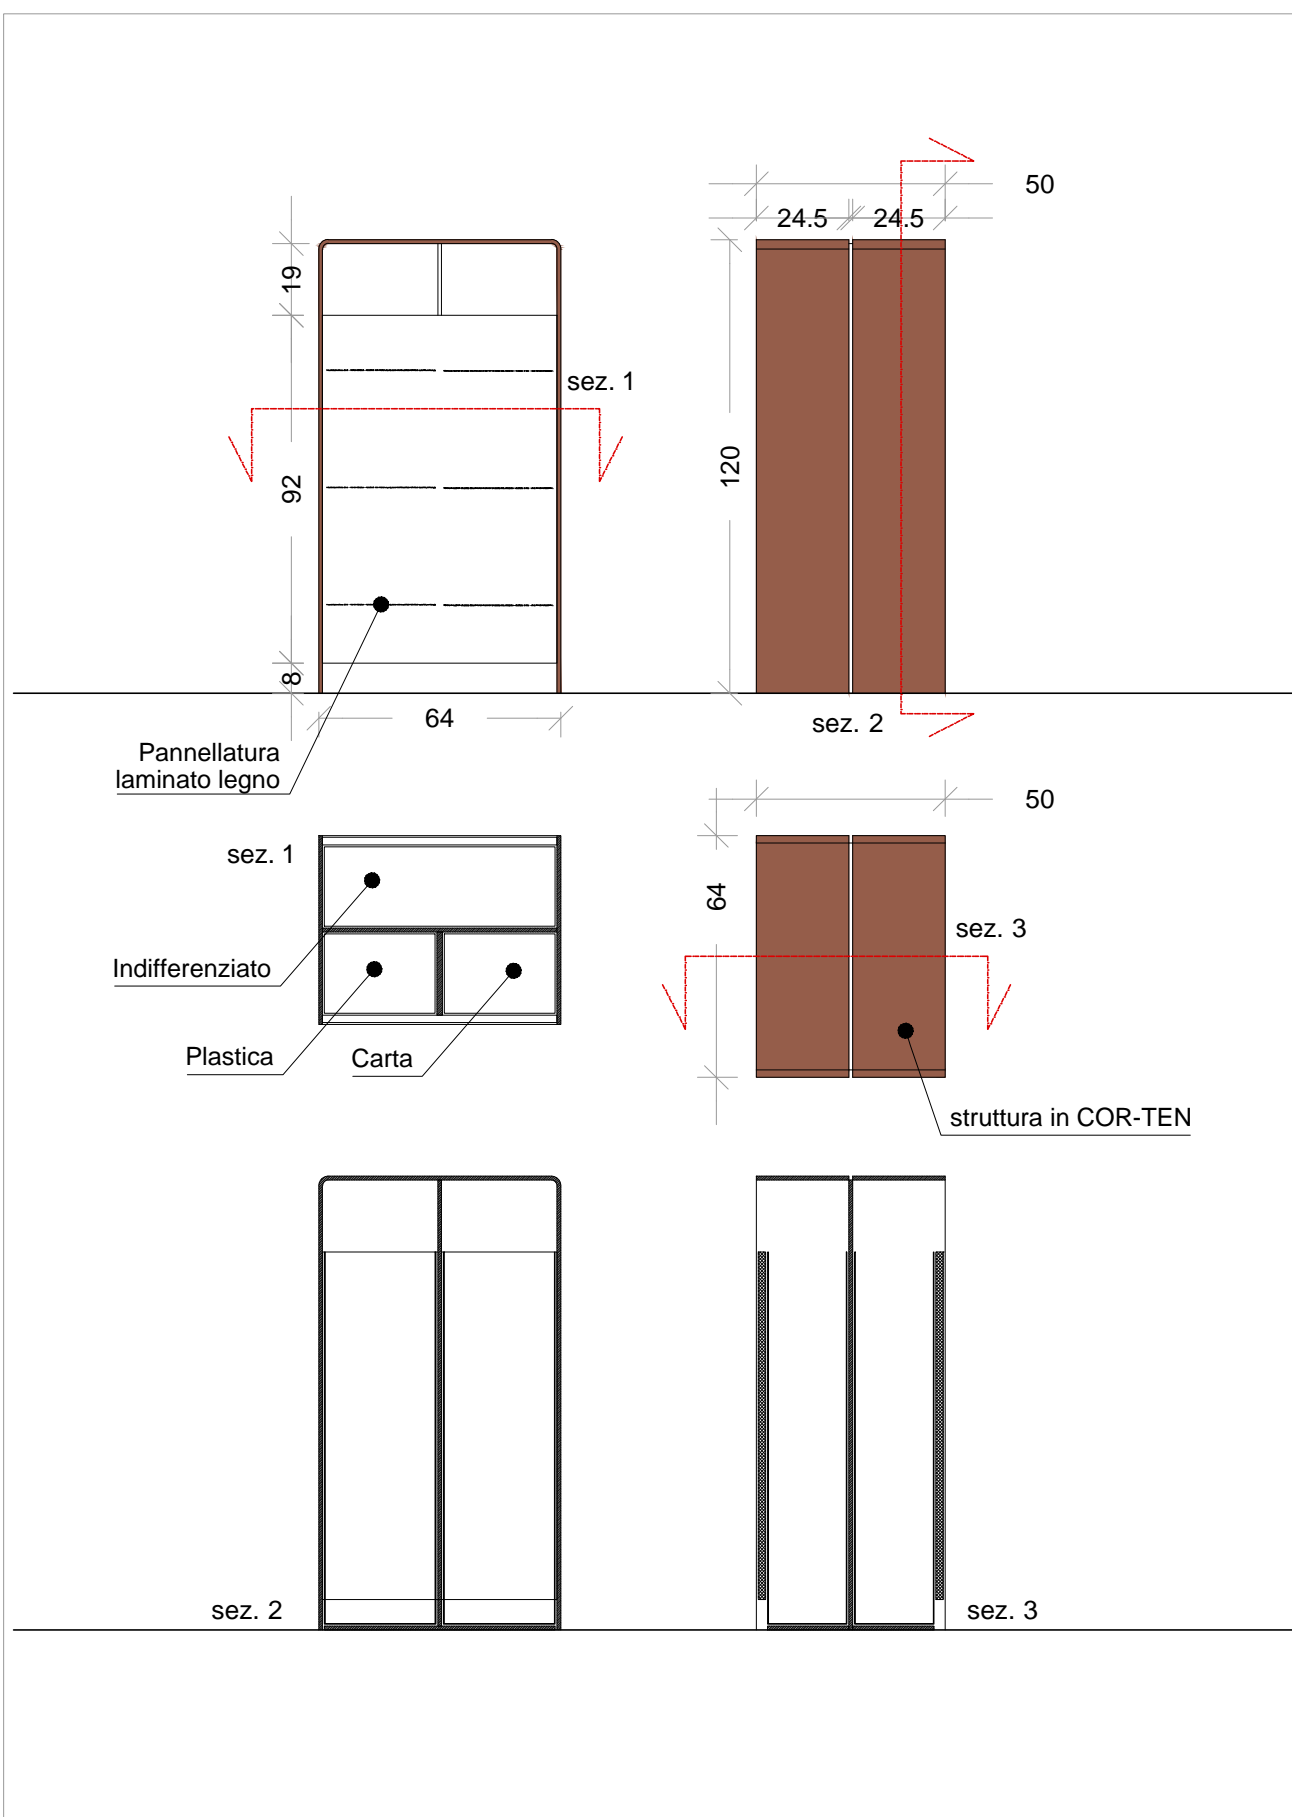 50
24.5 24.5
19
sez. 1
92
120
8
64
sez. 2
Pannellatura
laminato legno
50
sez. 1
64
sez. 3
Indifferenziato
Plastica
Carta
struttura in COR-TEN
sez. 2
sez. 3